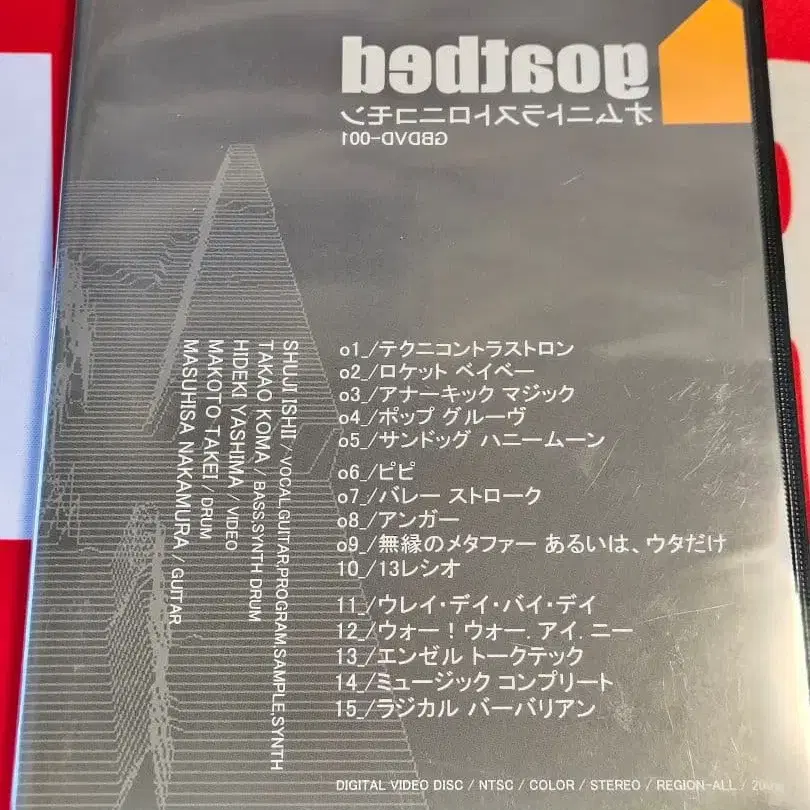 goatbed
オムニトラストロニコモン
GBDVD-001
o1_/テクニコントラストロン
o2_/ロケット ベイベー
o3_/アナーキック マジック
o4_/ポップ グルーヴ
o5_/サンドッグ ハニームーン
o6_/ピピ
o7_/バレー ストローク
o8_/アンガー
o9_/無縁のメタファー あるいは、ウタだけ
10_/13レシオ
11_/ウレイ・デイ・バイ・デイ
12_/ウォー！ウォー．アイ．ニー
13_/エンゼル トークテック
14_/ミュージック コンプリート
15_/ラジカル バーバリアン
SHUJI ISHII / VOCAL,GUITAR,PROGRAM,SAMPLE,SYNTH
TAKAO KOMA / BASS,SYNTH DRUM
HIDEKI YASHIMA / VIDEO
MAKOTO TAKEI / DRUM
MASUHISA NAKAMURA / GUITAR
DIGITAL VIDEO DISC / NTSC / COLOR / STEREO / REGION-ALL /